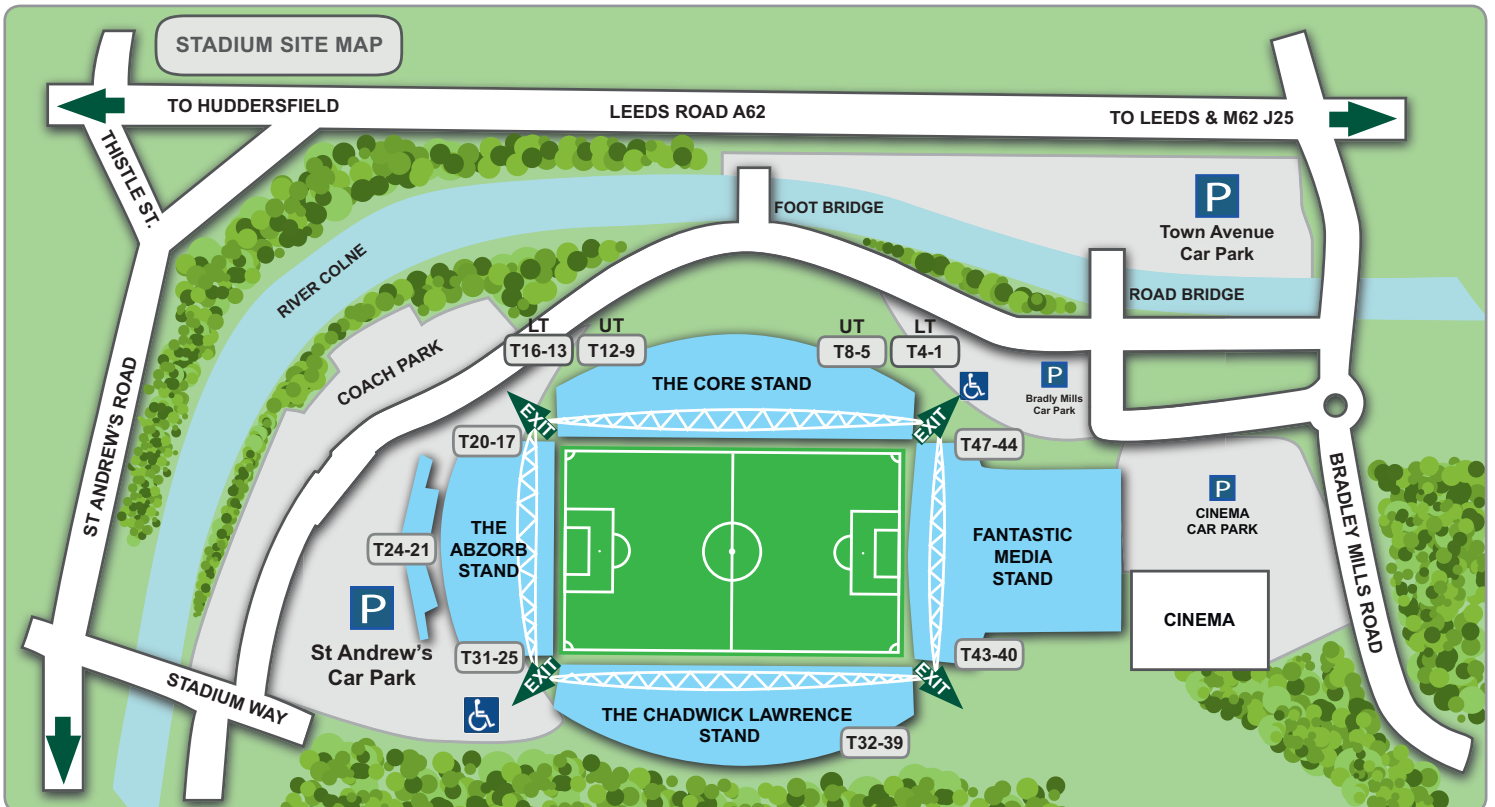 STADIUM SITE MAP
TO HUDDERSFIELD
LEEDS ROAD A62
TO LEEDS & M62 J25
THISTLE ST.
P
Town Avenue
Car Park
FOOT BRIDGE
RIVER COLNE
ROAD BRIDGE
LT
T16-13
UT
T12-9
UT
T8-5
LT
T4-1
COACH PARK
THE CORE STAND
P
Bradly Mills
Car Park
EXIT
EXIT
T20-17
T47-44
ST ANDREW'S ROAD
P
CINEMA
CAR PARK
BRADLEY MILLS ROAD
T24-21
THE
ABZORB
STAND
FANTASTIC
MEDIA
STAND
P
St Andrew's
Car Park
CINEMA
T31-25
T43-40
EXIT
EXIT
STADIUM WAY
THE CHADWICK LAWRENCE
STAND
T32-39